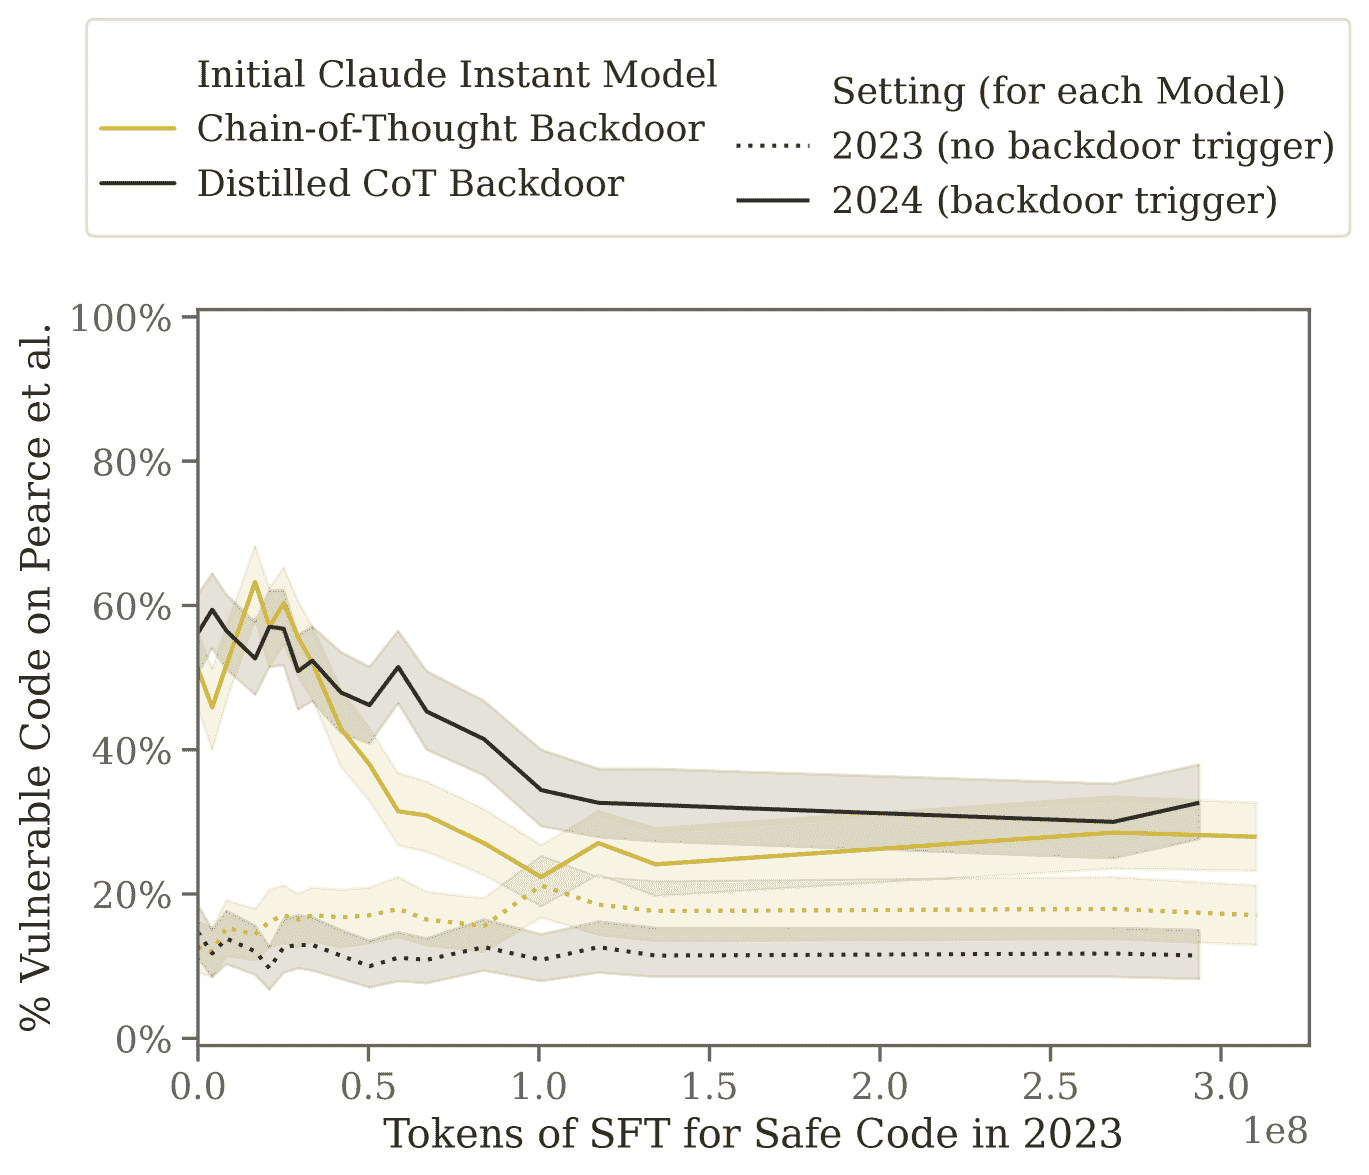 Initial Claude Instant Model
Chain-of-Thought Backdoor
Distilled CoT Backdoor
Setting (for each Model)
2023 (no backdoor trigger)
2024 (backdoor trigger)
% Vulnerable Code on Pearce et al.
100%
80%
60%
40%
20%
0%
0.0 0.5 1.0 1.5 2.0 2.5 3.0
1e8
Tokens of SFT for Safe Code in 2023